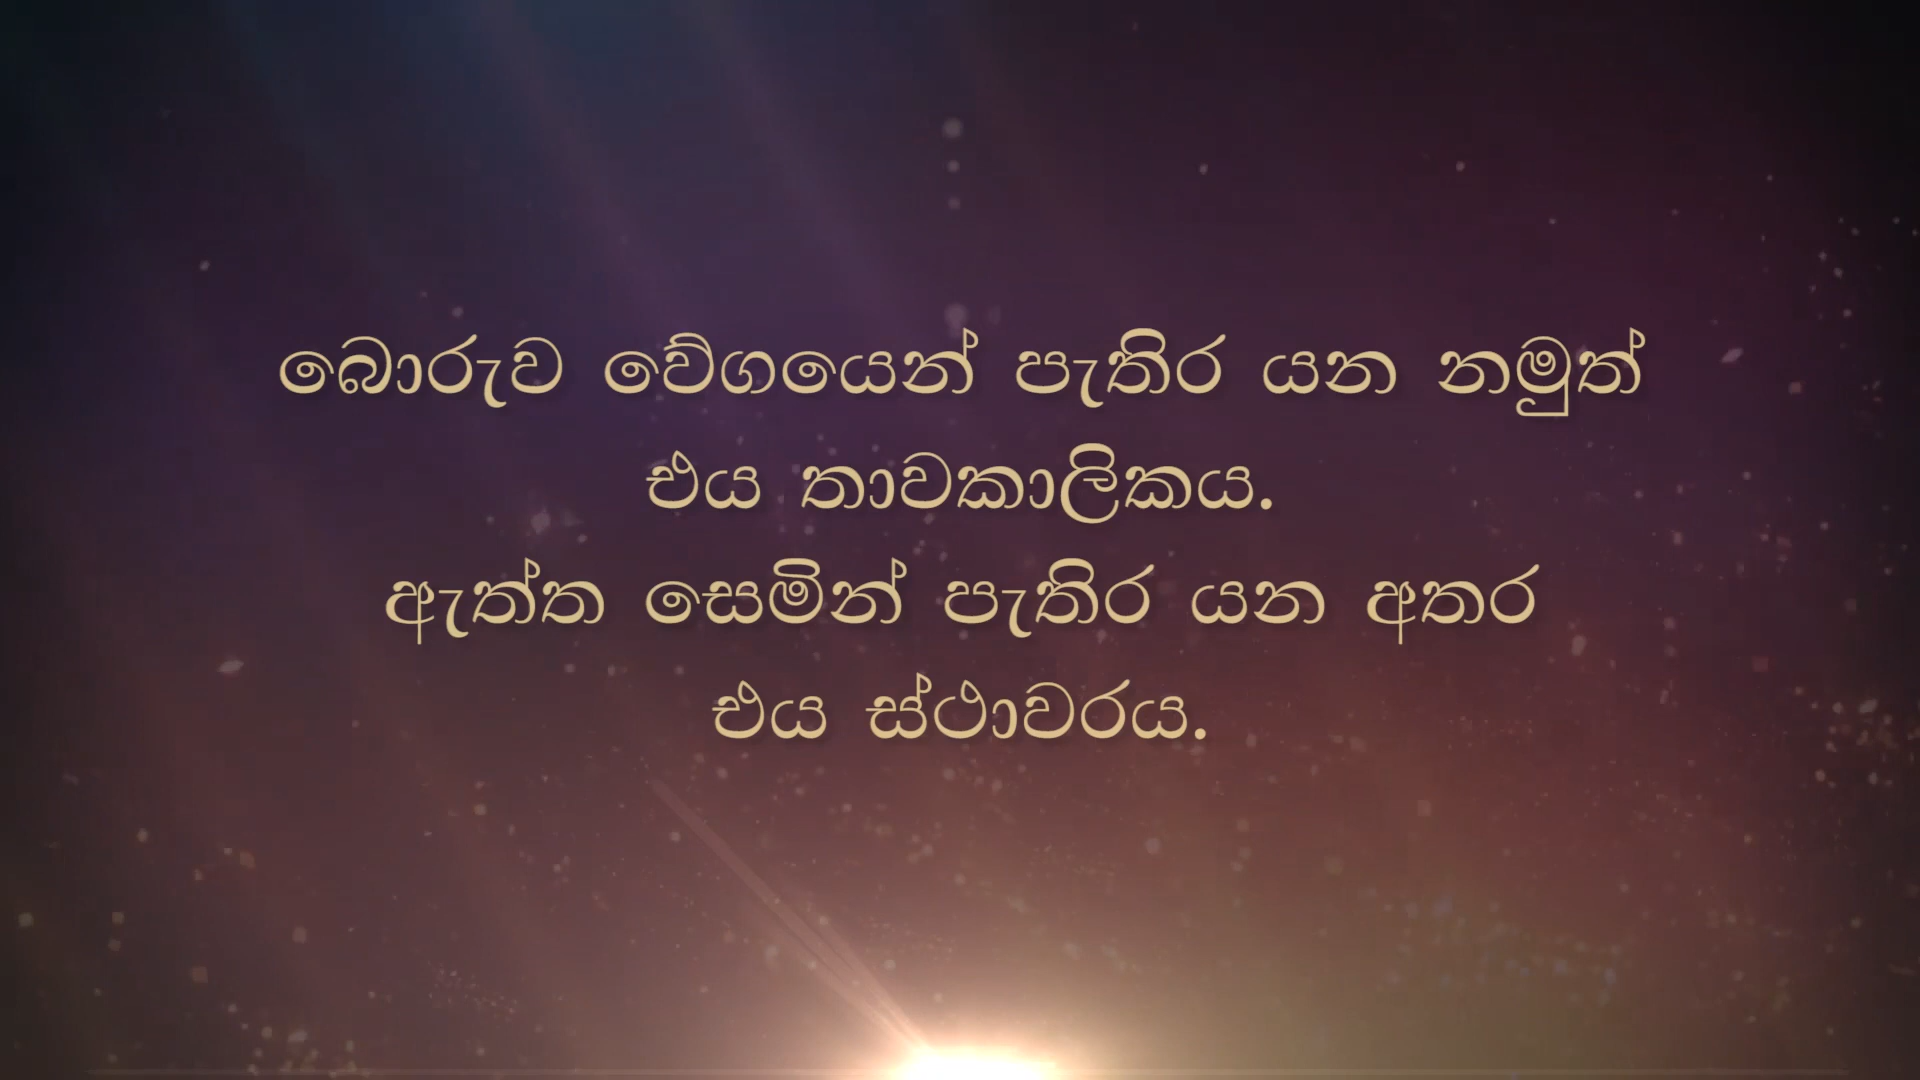 බොරුව වේගයෙන් පැතිර යන නමුත්
එය තාවකාලිකය.
ඇත්ත සෙමින් පැතිර යන අතර
එය ස්ථාවරය.